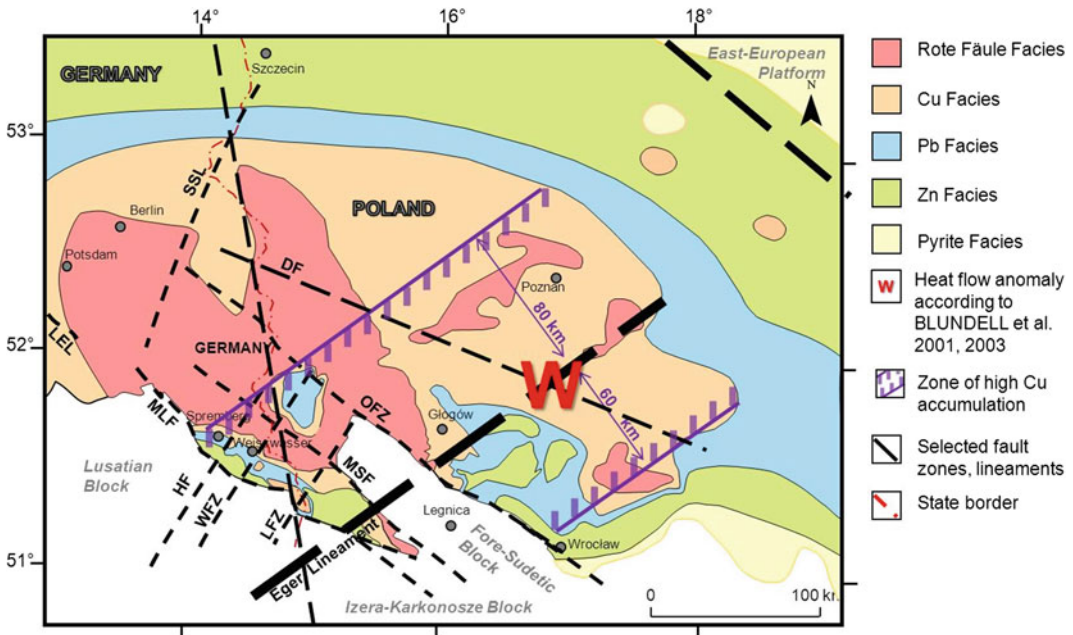 14°
16°
18°
GERMANY
Szczecin
East-European
Platform
N
53°
SSL
POLAND
Berlin
Potsdam
DF
Poznań
80 km
52°
LEL
GERMANY
W
60 km
MLF
Spremberg
OFZ
Głogów
Weisswasser
Lusatian
Block
HF
WFZ
LFZ
MSF
Legnica
Fore-Sudetic
Block
Wrocław
51°
Eger Lineament
Izera-Karkonosze Block
0
100 km
Rote Fäule Facies
Cu Facies
Pb Facies
Zn Facies
Pyrite Facies
W
Heat flow anomaly
according to
BLUNDELL et al.
2001, 2003
Zone of high Cu
accumulation
Selected fault
zones, lineaments
State border